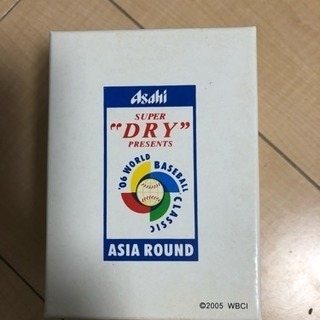 Asahi
SUPER
"DRY"
PRESENTS
'06 WORLD BASEBALL CLASSIC
ASIA ROUND
©2005 WBCI